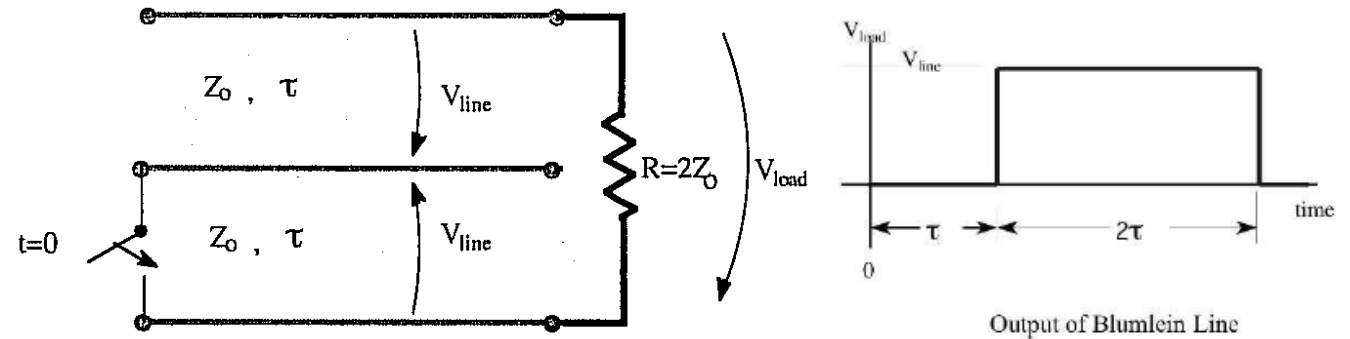 Z₀ , τ
V_line
R=2Z₀
V_load
t=0
Z₀ , τ
V_line
V_load
V_line
τ
2τ
time
0
Output of Blumlein Line